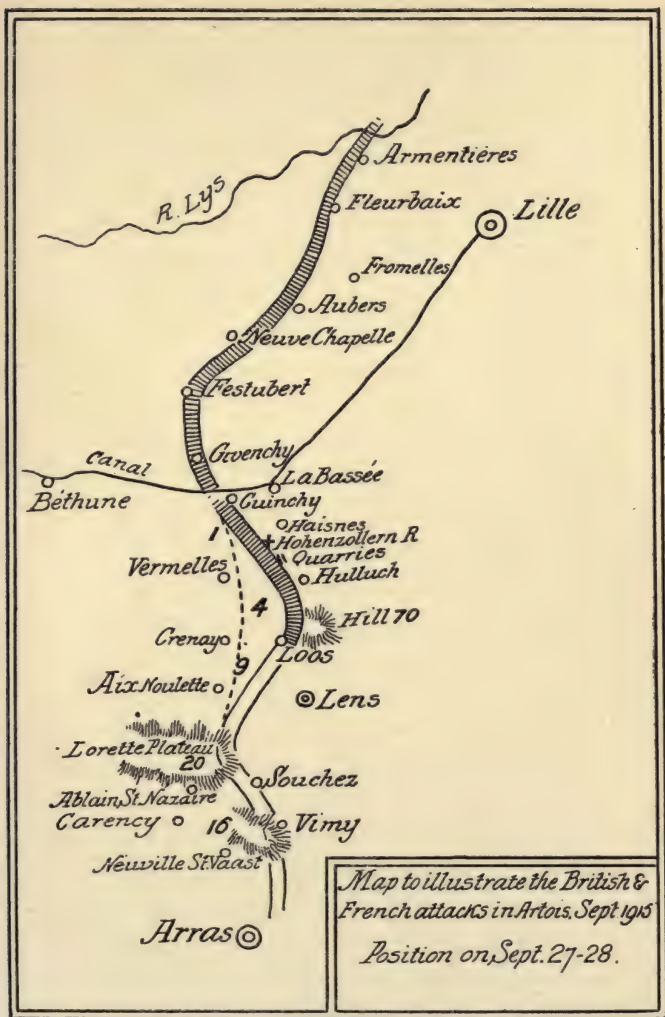 Armentiéres
R. Lys
Fleurbaix
Lille
Fromelles
Aubers
Neuve Chapelle
Festubert
Givenchy
Canal
La Bassée
Béthune
Cuinchy
1
Haisnes
Hohenzollern R
Quarries
Vermelles
Hulluch
4
Hill 70
Grenay
Loos
9
Aix Noulette
Lens
Lorette Plateau
20
Souchez
Ablain, St. Nazaire
Carency
16
Vimy
Neuville St. Vaast
Arras
Map to illustrate the British &
French attacks in Artois, Sept. 1915
Position on, Sept. 27-28.